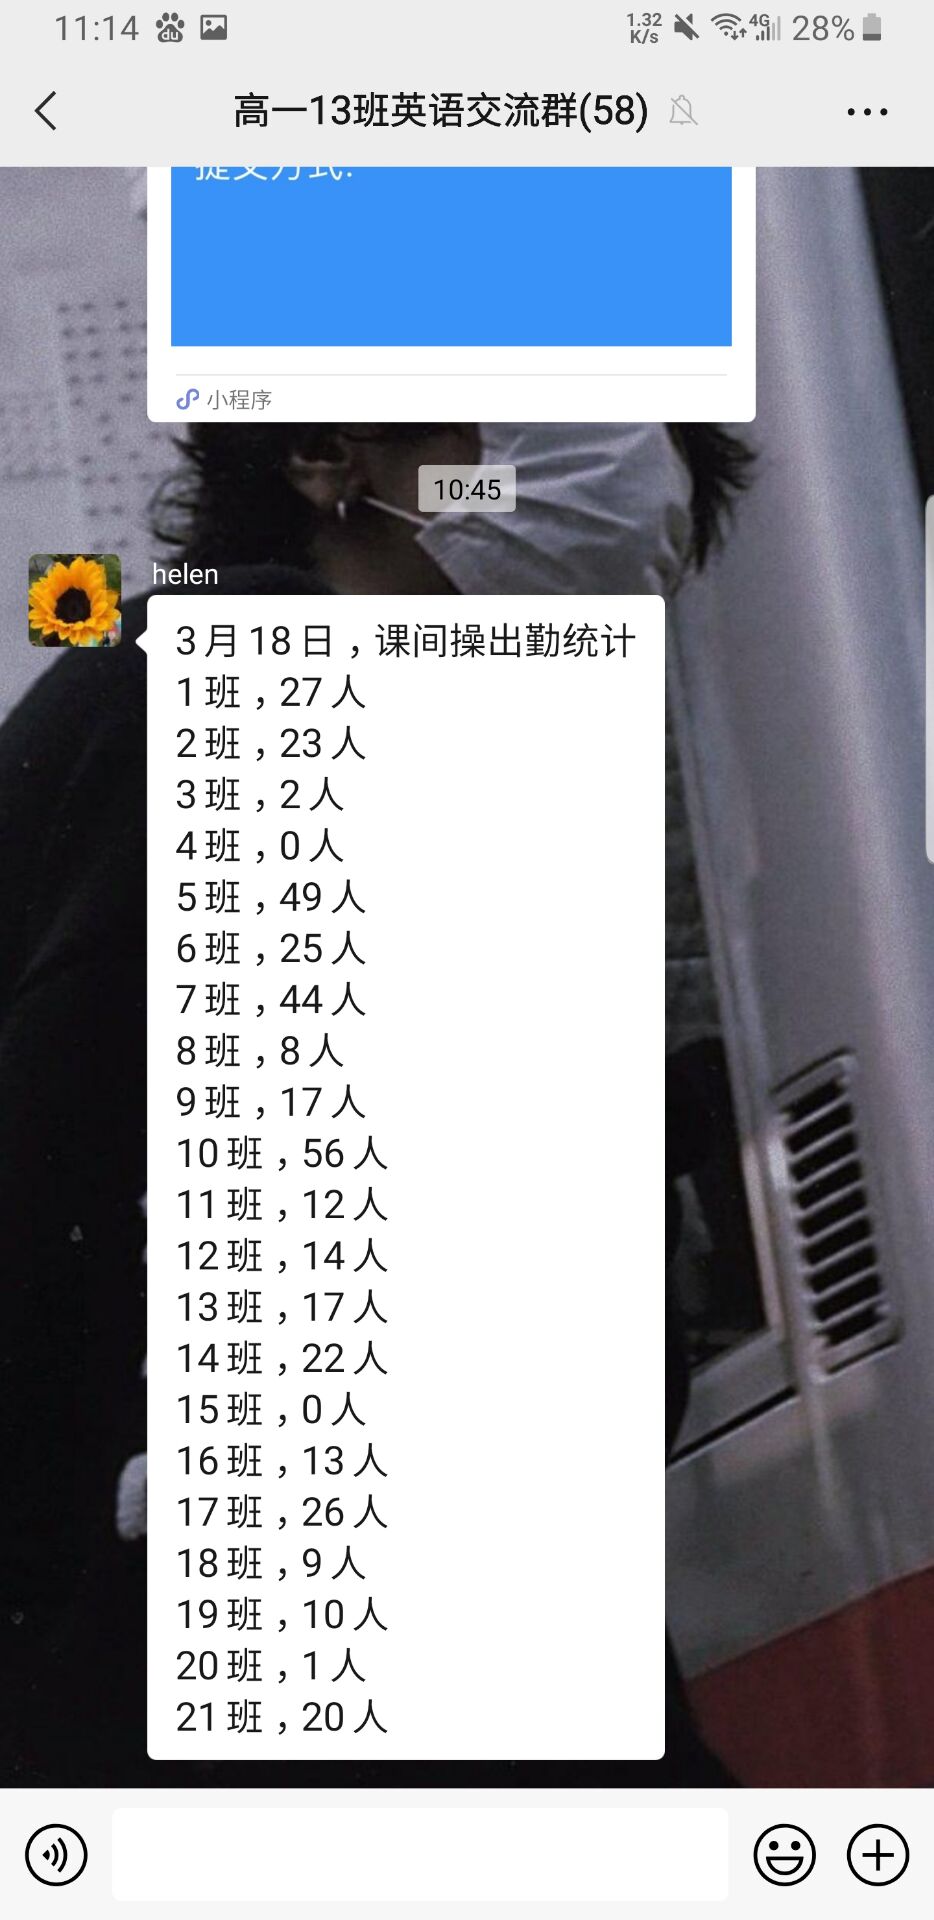 11:14
1.32
K/s
4G
28%
高一13班英语交流群(58)
提交方式:
小程序
10:45
helen
3月18日，课间操出勤统计
1班，27人
2班，23人
3班，2人
4班，0人
5班，49人
6班，25人
7班，44人
8班，8人
9班，17人
10班，56人
11班，12人
12班，14人
13班，17人
14班，22人
15班，0人
16班，13人
17班，26人
18班，9人
19班，10人
20班，1人
21班，20人